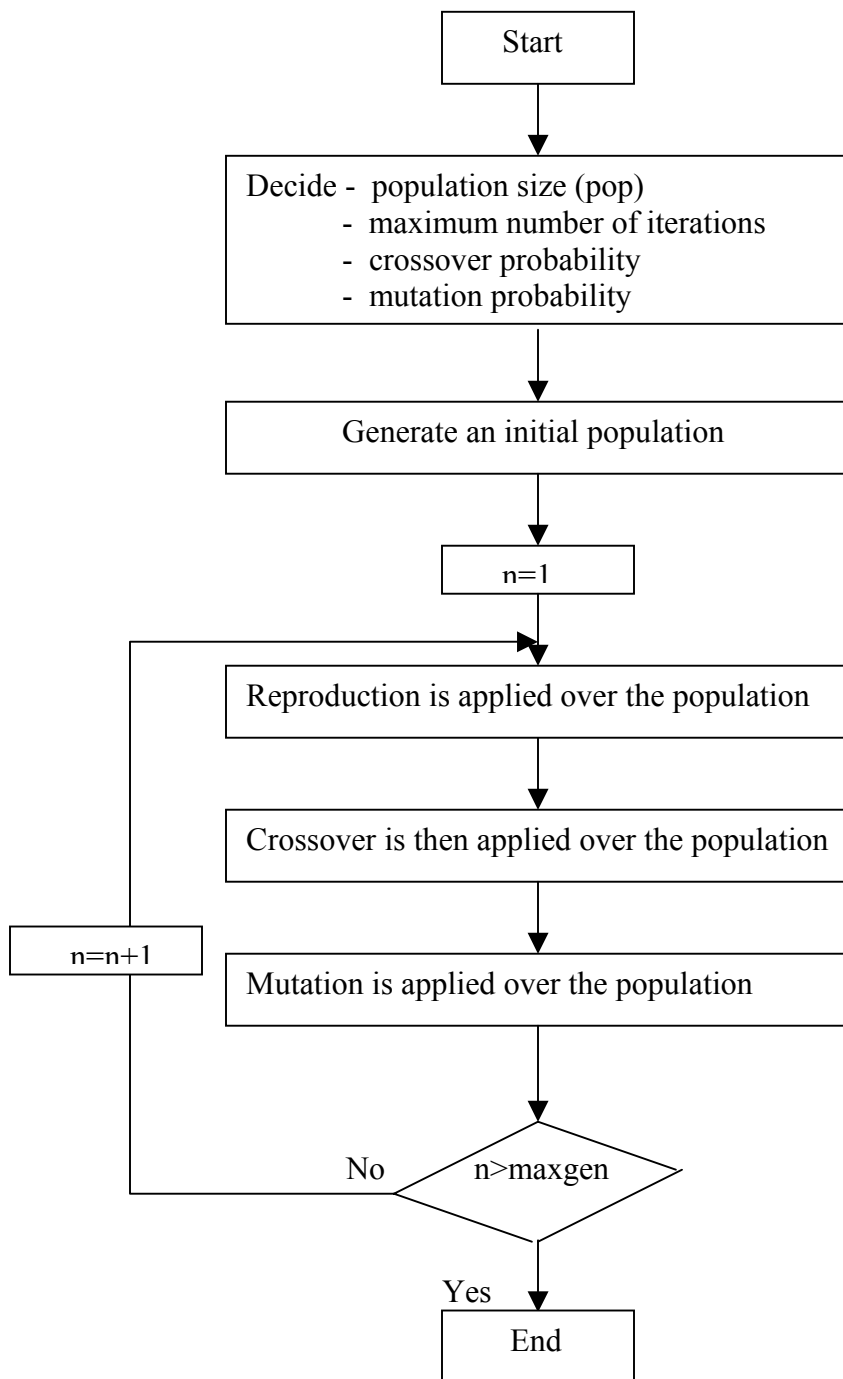 Start
Decide - population size (pop)
- maximum number of iterations
- crossover probability
- mutation probability
Generate an initial population
n=1
Reproduction is applied over the population
Crossover is then applied over the population
n=n+1
Mutation is applied over the population
No
n>maxgen
Yes
End